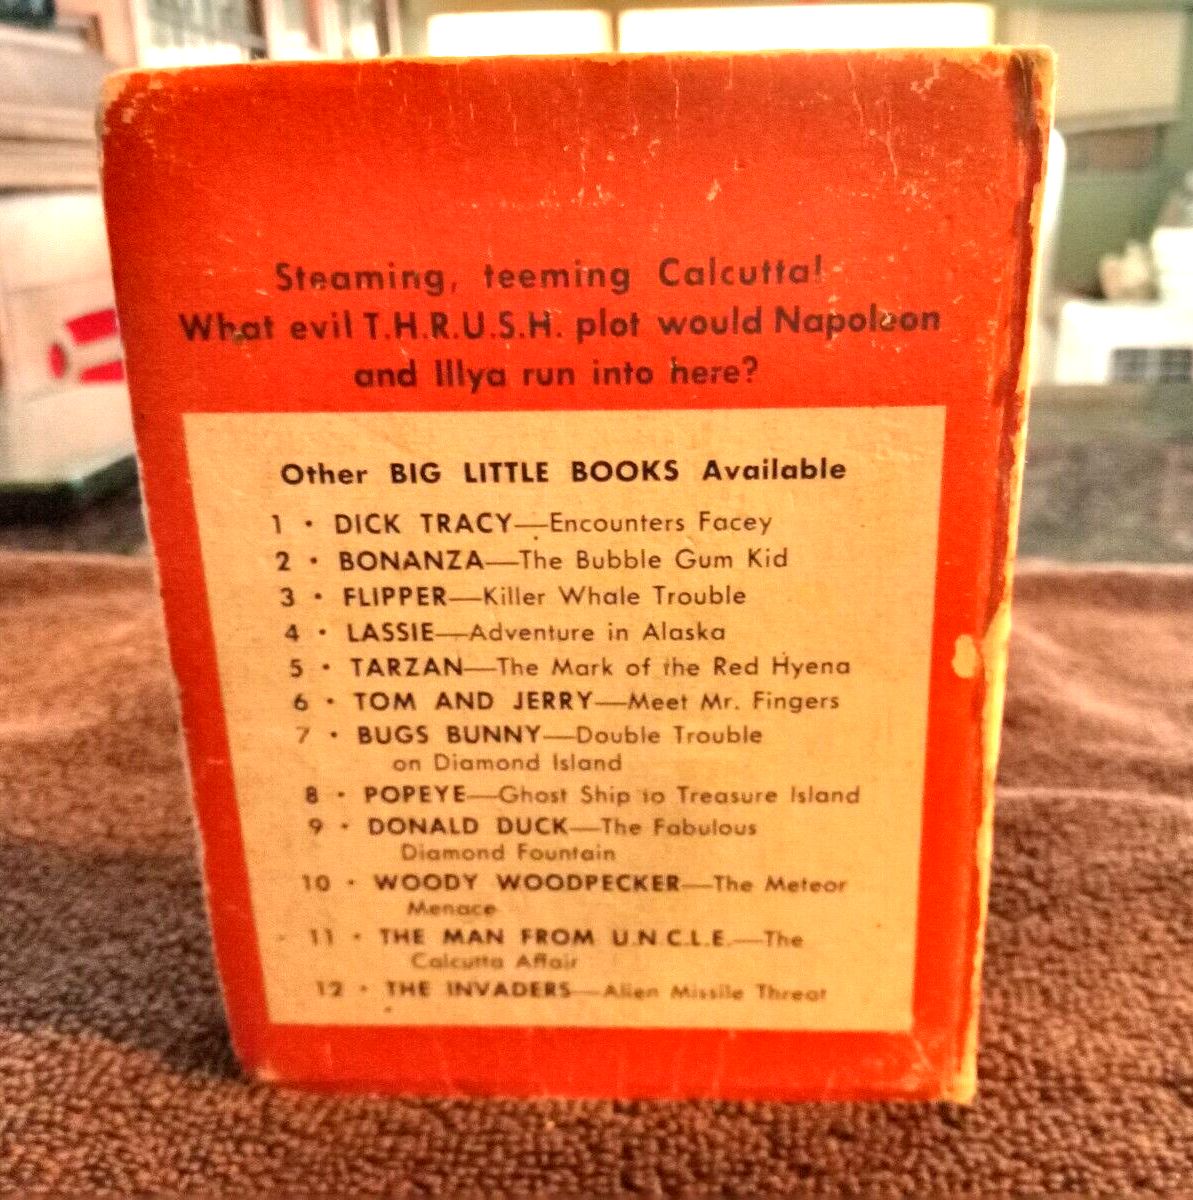 Steaming, teeming Calcutta!
What evil T.H.R.U.S.H. plot would Napoleon
and Illya run into here?
Other BIG LITTLE BOOKS Available
1 • DICK TRACY—Encounters Facey
2 • BONANZA—The Bubble Gum Kid
3 • FLIPPER—Killer Whale Trouble
4 • LASSIE—Adventure in Alaska
5 • TARZAN—The Mark of the Red Hyena
6 • TOM AND JERRY—Meet Mr. Fingers
7 • BUGS BUNNY—Double Trouble
on Diamond Island
8 • POPEYE—Ghost Ship to Treasure Island
9 • DONALD DUCK—The Fabulous
Diamond Fountain
10 • WOODY WOODPECKER—The Meteor
Menace
11 • THE MAN FROM U.N.C.L.E.—The
Calcutta Affair
12 • THE INVADERS—Alien Missile Threat